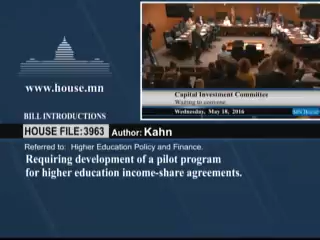 www.house.mn
Capital Investment Committee
Waiting to convene
Wednesday, May 18, 2016
BILL INTRODUCTIONS
HOUSE FILE: 3963 Author: Kahn
Referred to: Higher Education Policy and Finance.
Requiring development of a pilot program
for higher education income-share agreements.